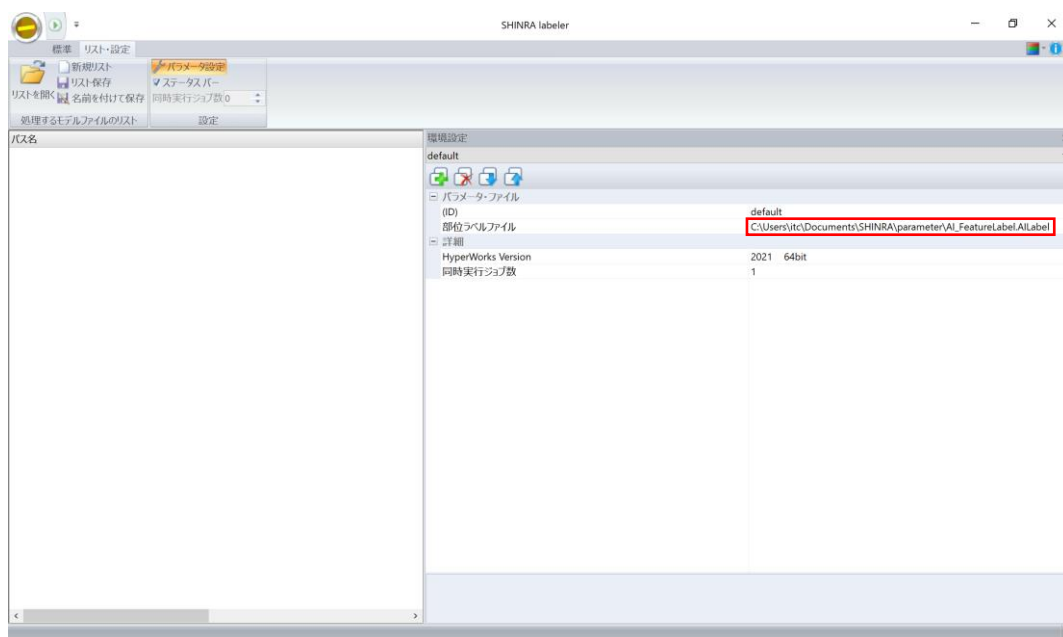 SHINRA labeler
標準 リスト・設定
新規リスト パラメータ設定
リスト保存 ステータス バー
リストを開く 名前を付けて保存 同時実行ジョブ数 0
処理するモデルファイルのリスト 設定
パス名 環境設定
default
パラメータ・ファイル
(ID) default
部位ラベルファイル C:\Users\itc\Documents\SHINRA\parameter\AI_FeatureLabel.AILabel
詳細
HyperWorks Version 2021 64bit
同時実行ジョブ数 1